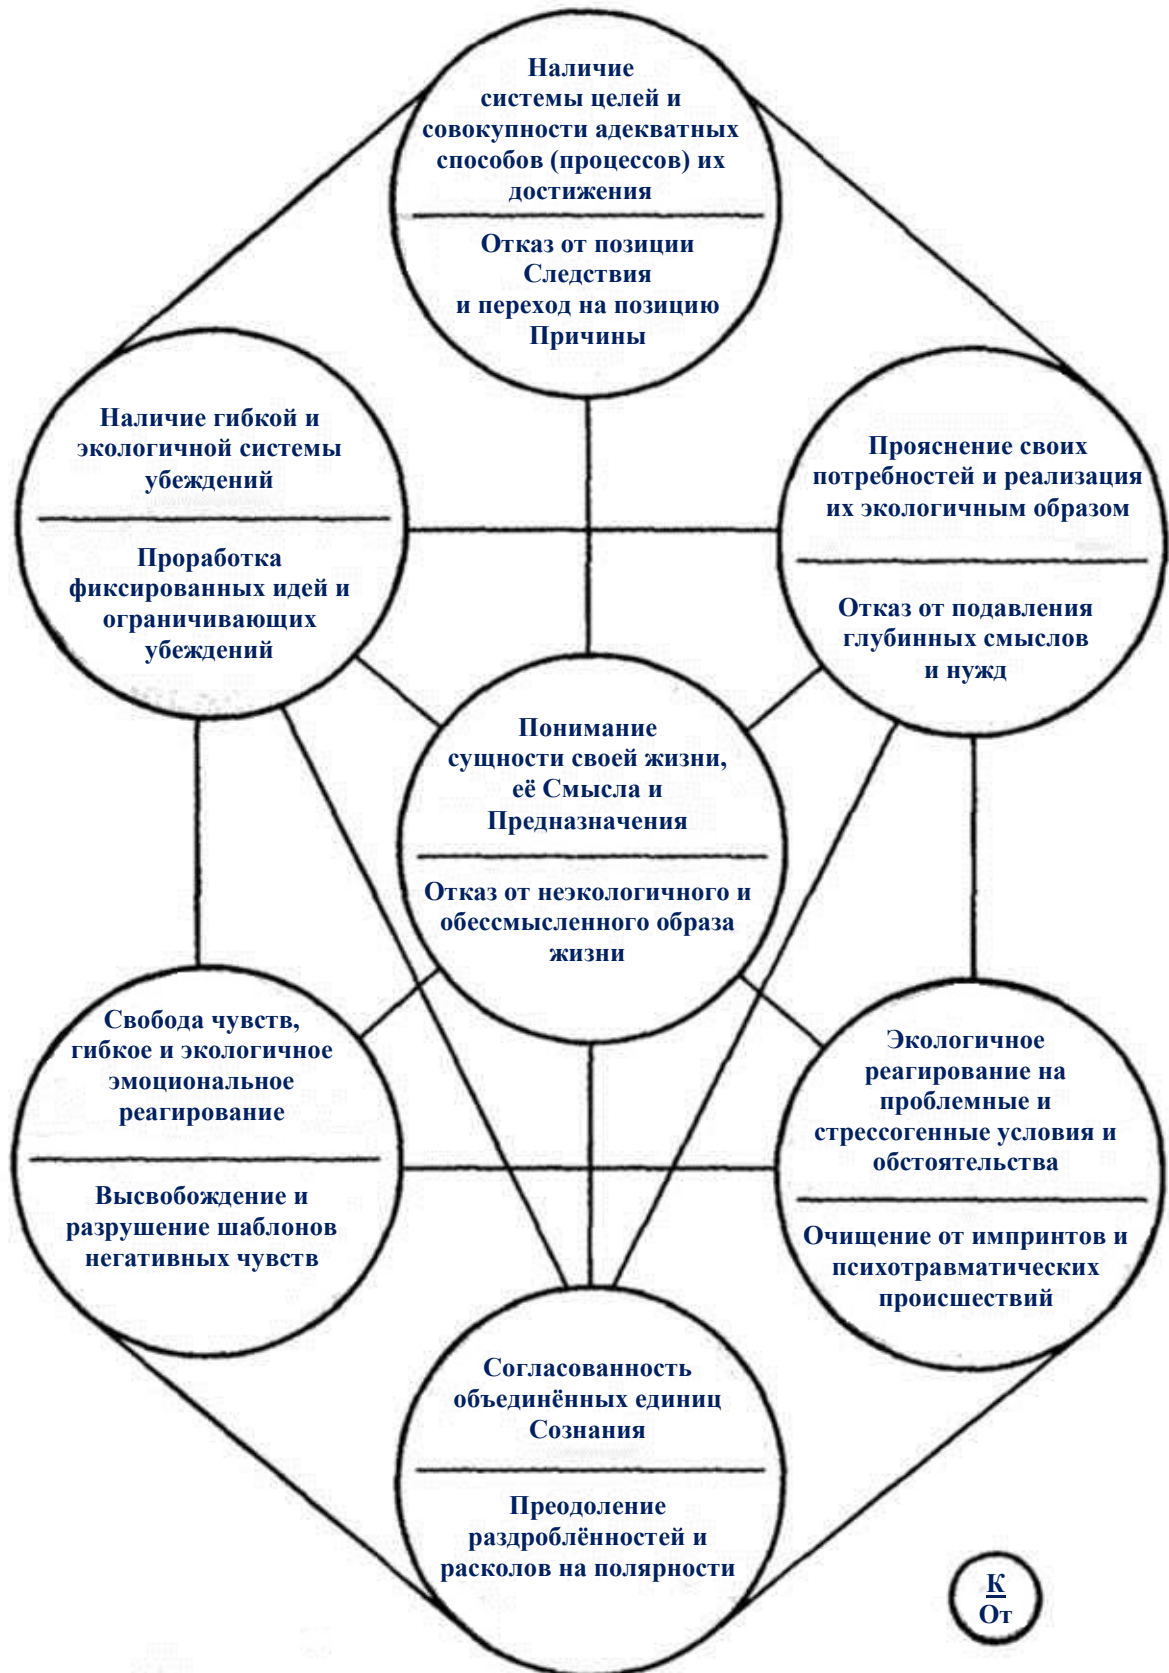 Наличие
системы целей и
совокупности адекватных
способов (процессов) их
достижения
Отказ от позиции
Следствия
и переход на позицию
Причины
Наличие гибкой и
экологичной системы
убеждений
Проработка
фиксированных идей и
ограничивающих
убеждений
Прояснение своих
потребностей и реализация
их экологичным образом
Отказ от подавления
глубинных смыслов
и нужд
Понимание
сущности своей жизни,
её Смысла и
Предназначения
Отказ от неэкологичного и
обессмысленного образа
жизни
Свобода чувств,
гибкое и экологичное
эмоциональное
реагирование
Высвобождение и
разрушение шаблонов
негативных чувств
Экологичное
реагирование на
проблемные и
стрессогенные условия и
обстоятельства
Очищение от импринтов и
психотравматических
происшествий
Согласованность
объединённых единиц
Сознания
Преодоление
раздроблённостей и
расколов на полярности
К
От